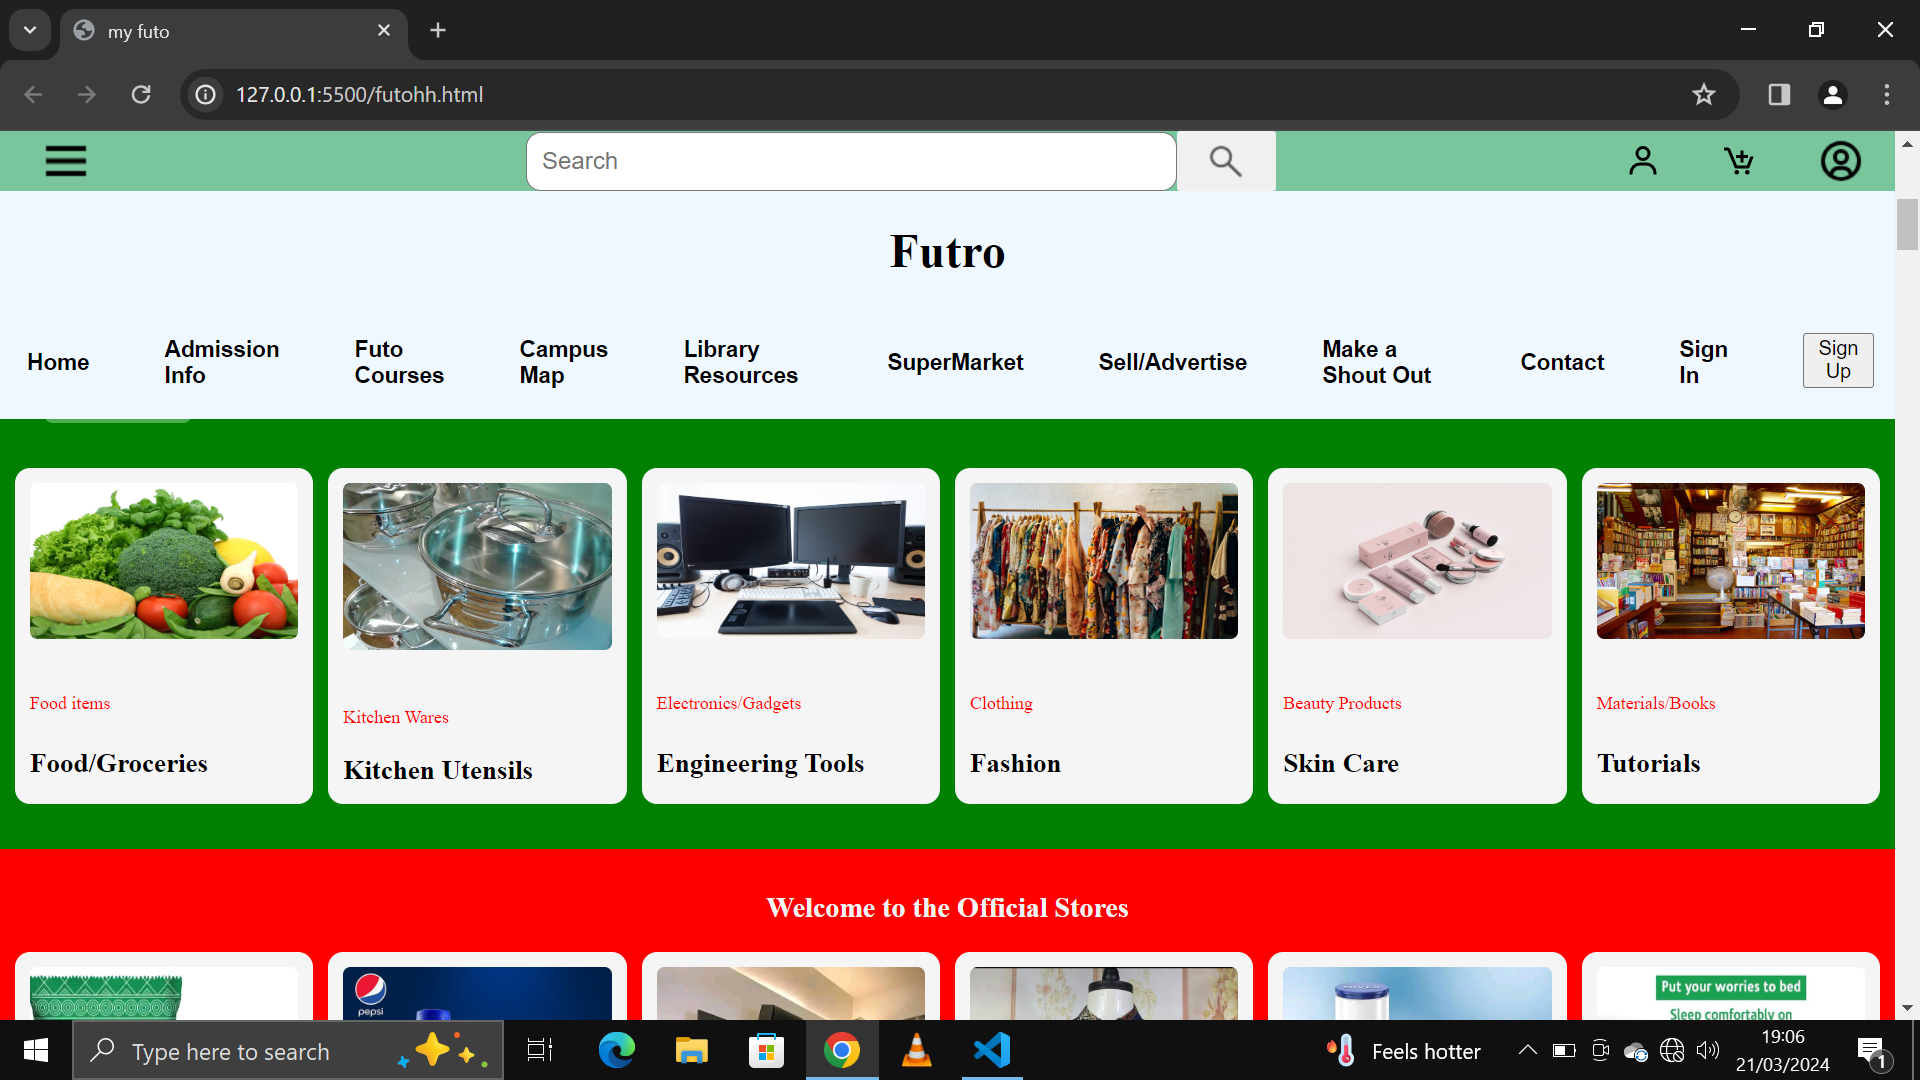 my futo
127.0.0.1:5500/futohh.html
Search
Futro
Home
Admission
Info
Futo
Courses
Campus
Map
Library
Resources
SuperMarket
Sell/Advertise
Make a
Shout Out
Contact
Sign
In
Sign
Up
Food items
Food/Groceries
Kitchen Wares
Kitchen Utensils
Electronics/Gadgets
Engineering Tools
Clothing
Fashion
Beauty Products
Skin Care
Materials/Books
Tutorials
Welcome to the Official Stores
pepsi
Put your worries to bed
Sleep comfortably on
Type here to search
Feels hotter
19:06
21/03/2024
1